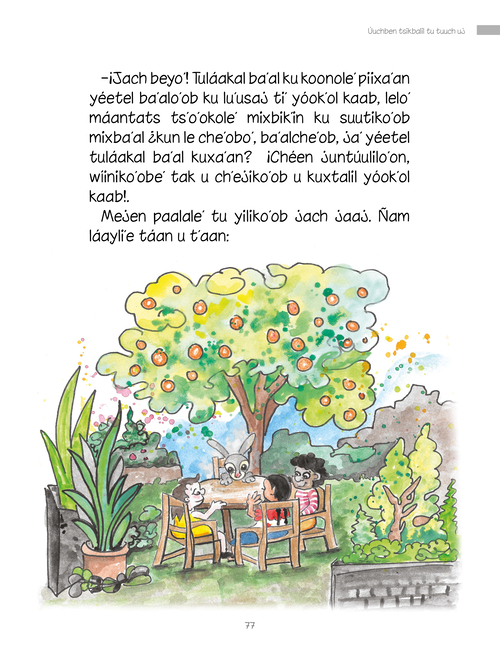 Úuchben tsikbalil tu tuuch uj
–¡Jach beyo'! Tuláakal ba'al ku koonole' piixa'an
yéetel ba'alo'ob ku lu'usaj ti' yóok'ol kaab, lelo'
máantats ts'o'okole' mixbik'in ku suutiko'ob
mixba'al ¿kun le che'obo', ba'alche'ob, ja' yéetel
tuláakal ba'al kuxa'an? ¡Chéen juntúulilo'on,
wíiniko'obe' tak u ch'ejiko'ob u kuxtalil yóok'ol
kaab!.
Mejen paalale' tu yiliko'ob jach jaaj. Ñam
láayli'e táan u t'aan:
77